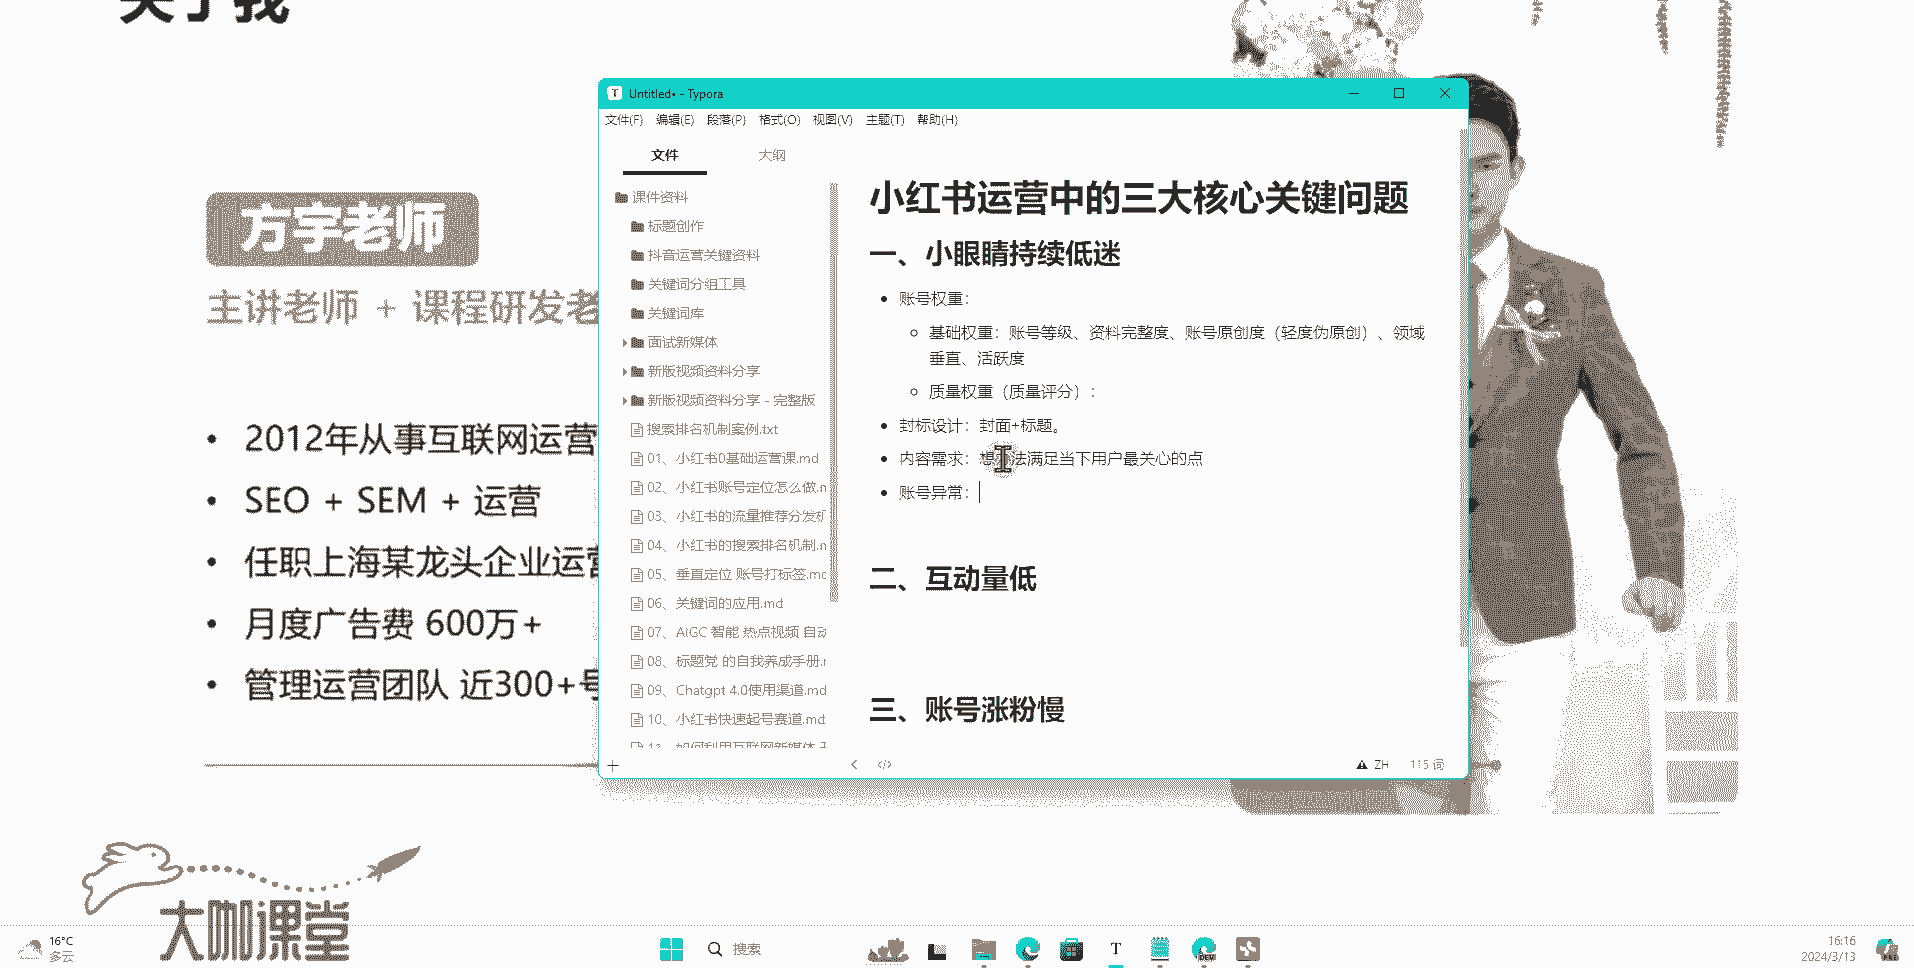 关于我
方宇老师
主讲老师 + 课程研发老
2012年从事互联网运营
SEO + SEM + 运营
任职上海某龙头企业运营
月度广告费 600万+
管理运营团队 近300+号
大咖课堂
Untitled• - Typora
文件(F) 编辑(E) 段落(P) 格式(O) 视图(V) 主题(T) 帮助(H)
文件 大纲
课件资料
标题创作
抖音运营关键资料
关键词分组工具
关键词库
面试新媒体
新版视频资料分享
新版视频资料分享 - 完整版
搜索排名机制案例.txt
01、小红书0基础运营课.md
02、小红书账号定位怎么做.n
03、小红书的流量推荐分发机
04、小红书的搜索排名机制.n
05、垂直定位 账号打标签.mc
06、关键词的应用.md
07、AIGC 智能 热点视频 自动
08、标题党 的自我养成手册.r
09、Chatgpt 4.0使用渠道.md
10、小红书快速起号赛道.md
11、如何利用互联网新媒体
小红书运营中的三大核心关键问题
一、小眼睛持续低迷
账号权重：
基础权重：账号等级、资料完整度、账号原创度（轻度伪原创）、领域
垂直、活跃度
质量权重（质量评分）：
封标设计：封面+标题。
内容需求：想办法满足当下用户最关心的点
账号异常：
二、互动量低
三、账号涨粉慢
ZH 115 词
16°C
多云
搜索
DEV
16:16
2024/3/13
PRE